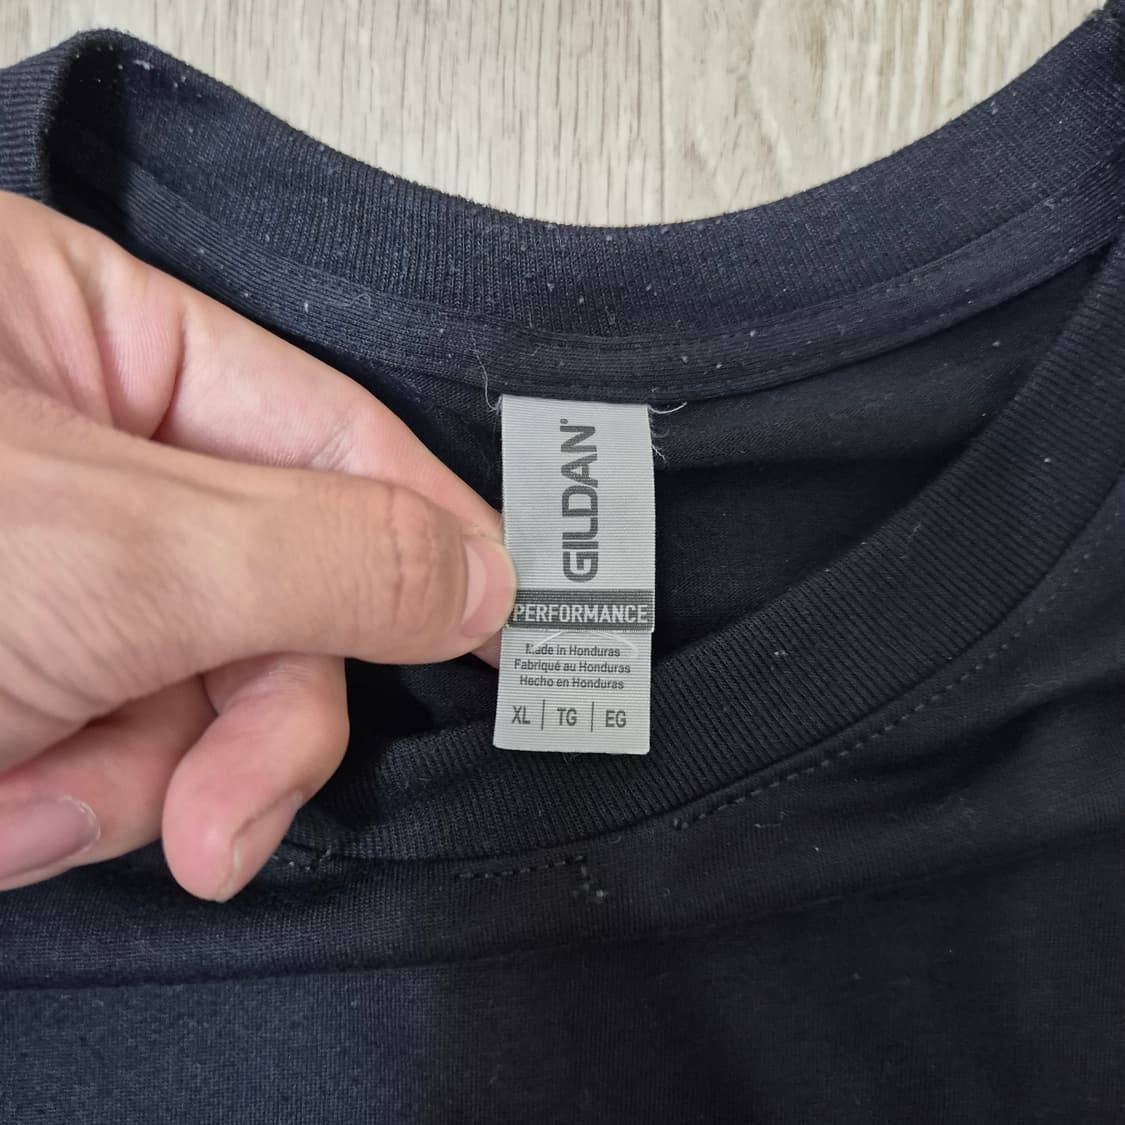 GILDAN®
PERFORMANCE
Made in Honduras
Fabriqué au Honduras
Hecho en Honduras
XL | TG | EG